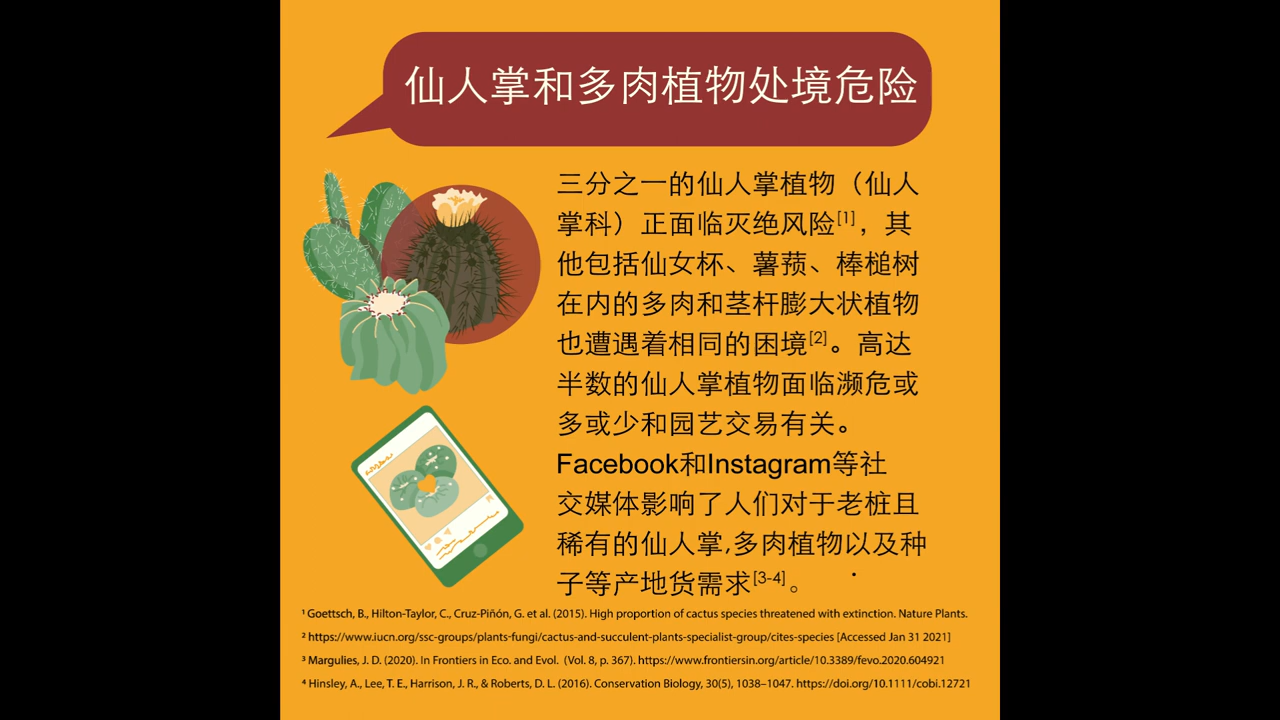 仙人掌和多肉植物处境危险
三分之一的仙人掌植物（仙人
掌科）正面临灭绝风险[1]，其
他包括仙女杯、薯蓣、棒槌树
在内的多肉和茎杆膨大状植物
也遭遇着相同的困境[2]。高达
半数的仙人掌植物面临濒危或
多或少和园艺交易有关。
Facebook和Instagram等社
交媒体影响了人们对于老桩且
稀有的仙人掌,多肉植物以及种
子等产地货需求[3-4]。
¹ Goettsch, B., Hilton-Taylor, C., Cruz-Piñón, G. et al. (2015). High proportion of cactus species threatened with extinction. Nature Plants.
² https://www.iucn.org/ssc-groups/plants-fungi/cactus-and-succulent-plants-specialist-group/cites-species [Accessed Jan 31 2021]
³ Margulies, J. D. (2020). In Frontiers in Eco. and Evol. (Vol. 8, p. 367). https://www.frontiersin.org/article/10.3389/fevo.2020.604921
⁴ Hinsley, A., Lee, T. E., Harrison, J. R., & Roberts, D. L. (2016). Conservation Biology, 30(5), 1038–1047. https://doi.org/10.1111/cobi.12721